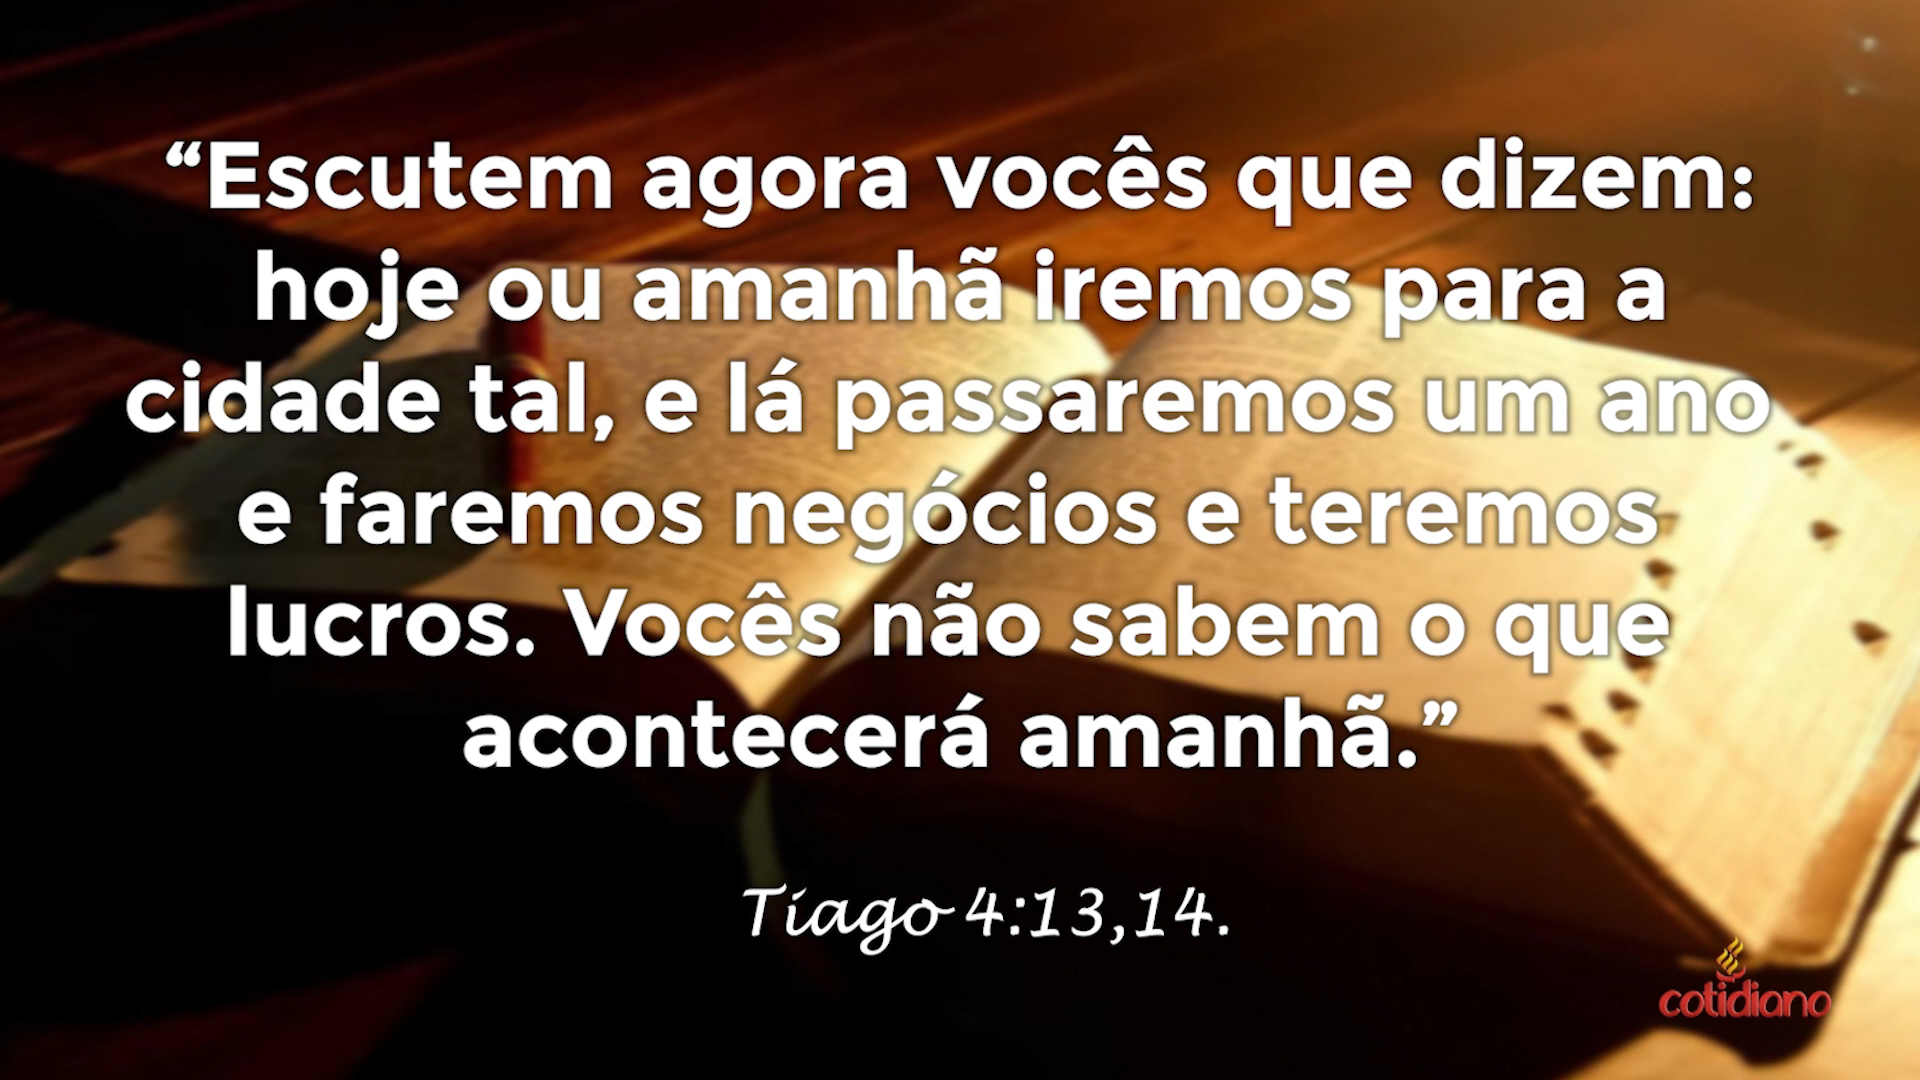 “Escutem agora vocês que dizem:
hoje ou amanhã iremos para a
cidade tal, e lá passaremos um ano
e faremos negócios e teremos
lucros. Vocês não sabem o que
acontecerá amanhã.”
Tiago 4:13,14.
cotidiano